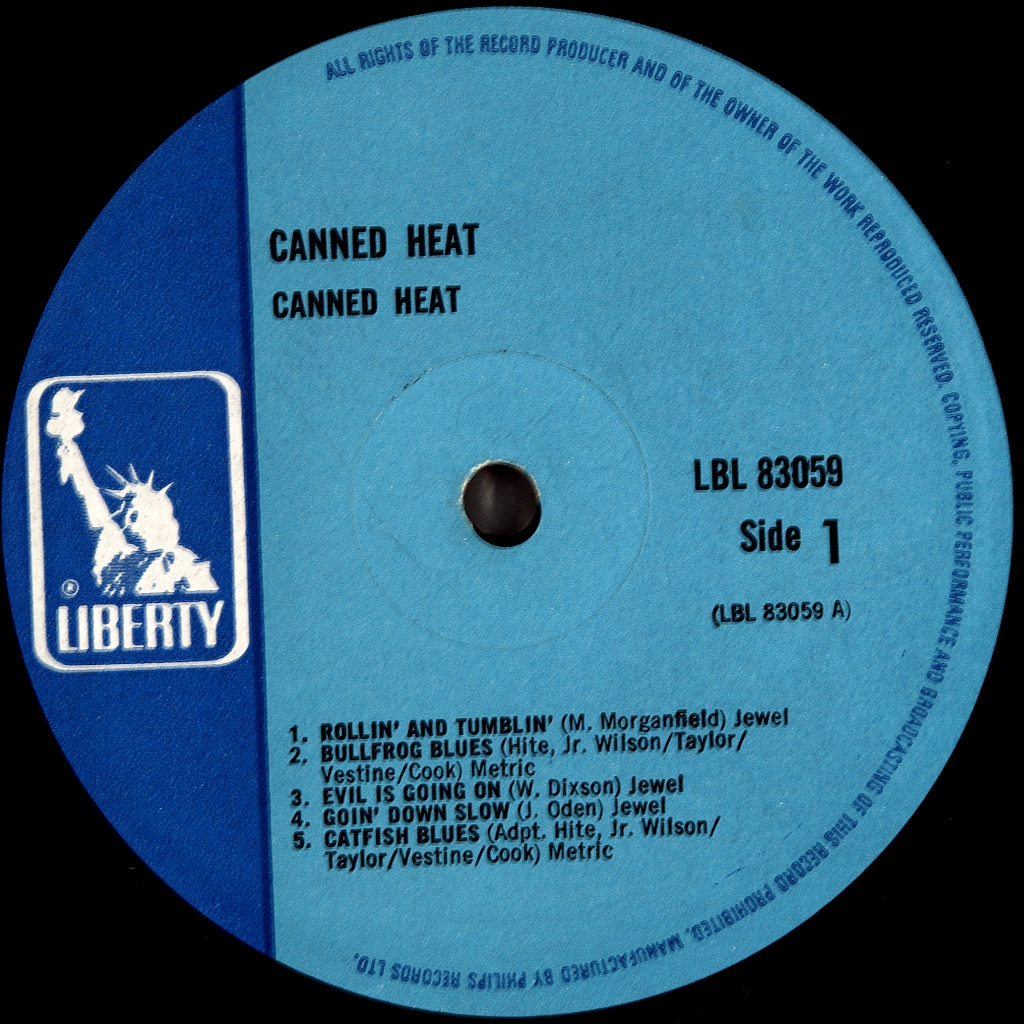 ALL RIGHTS OF THE RECORD PRODUCER AND OF THE OWNER OF THE WORK REPRODUCED RESERVED. COPYING, PUBLIC PERFORMANCE AND BROADCASTING OF THIS RECORD PROHIBITED. MANUFACTURED BY PHILIPS RECORDS LTD.
CANNED HEAT
CANNED HEAT
LBL 83059
Side 1
(LBL 83059 A)
®
LIBERTY
1. ROLLIN' AND TUMBLIN' (M. Morganfield) Jewel
2. BULLFROG BLUES (Hite, Jr. Wilson/Taylor/
Vestine/Cook) Metric
3. EVIL IS GOING ON (W. Dixson) Jewel
4. GOIN' DOWN SLOW (J. Oden) Jewel
5. CATFISH BLUES (Adpt. Hite, Jr. Wilson/
Taylor/Vestine/Cook) Metric